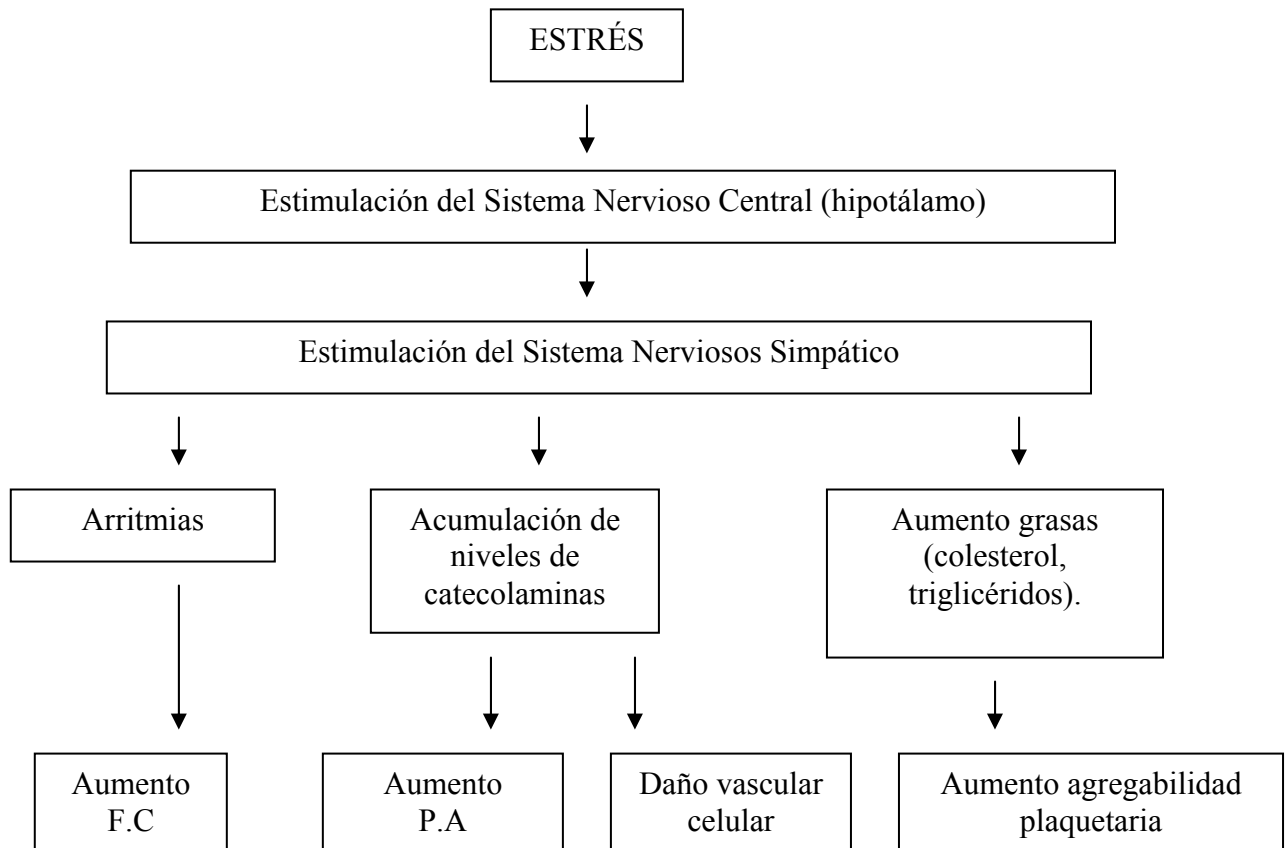 ESTRÉS
Estimulación del Sistema Nervioso Central (hipotálamo)
Estimulación del Sistema Nerviosos Simpático
Arritmias
Acumulación de
niveles de
catecolaminas
Aumento grasas
(colesterol,
triglicéridos).
Aumento
F.C
Aumento
P.A
Daño vascular
celular
Aumento agregabilidad
plaquetaria